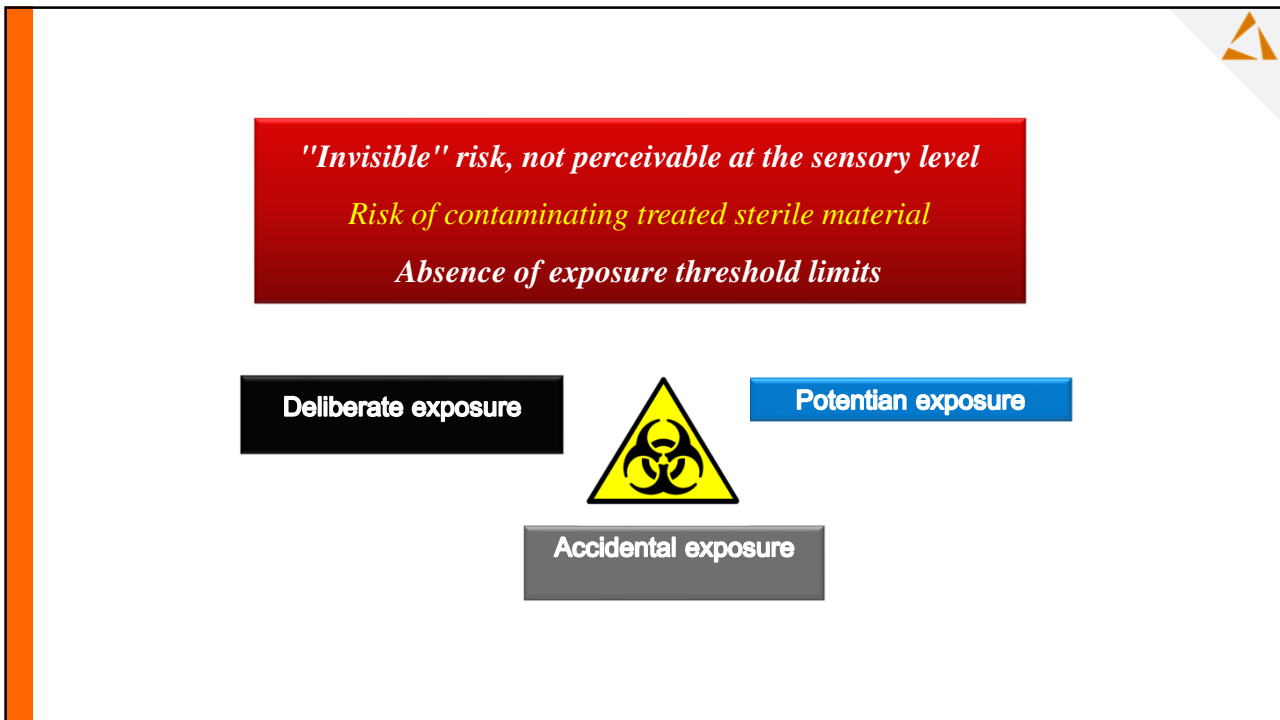 "Invisible" risk, not perceivable at the sensory level
Risk of contaminating treated sterile material
Absence of exposure threshold limits
Deliberate exposure
Potentian exposure
Accidental exposure